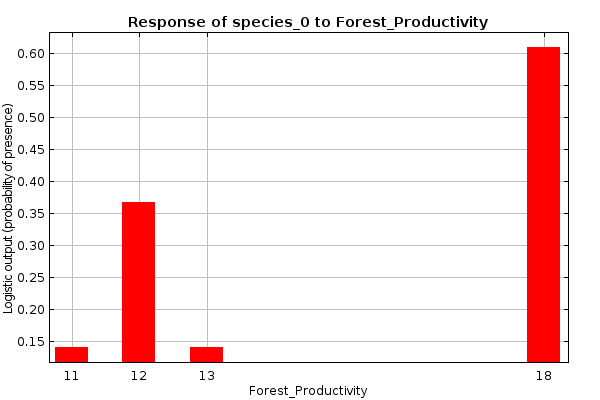 Response of species_0 to Forest_Productivity
Logistic output (probability of presence)
0.60
0.55
0.50
0.45
0.40
0.35
0.30
0.25
0.20
0.15
11 12 13 18
Forest_Productivity